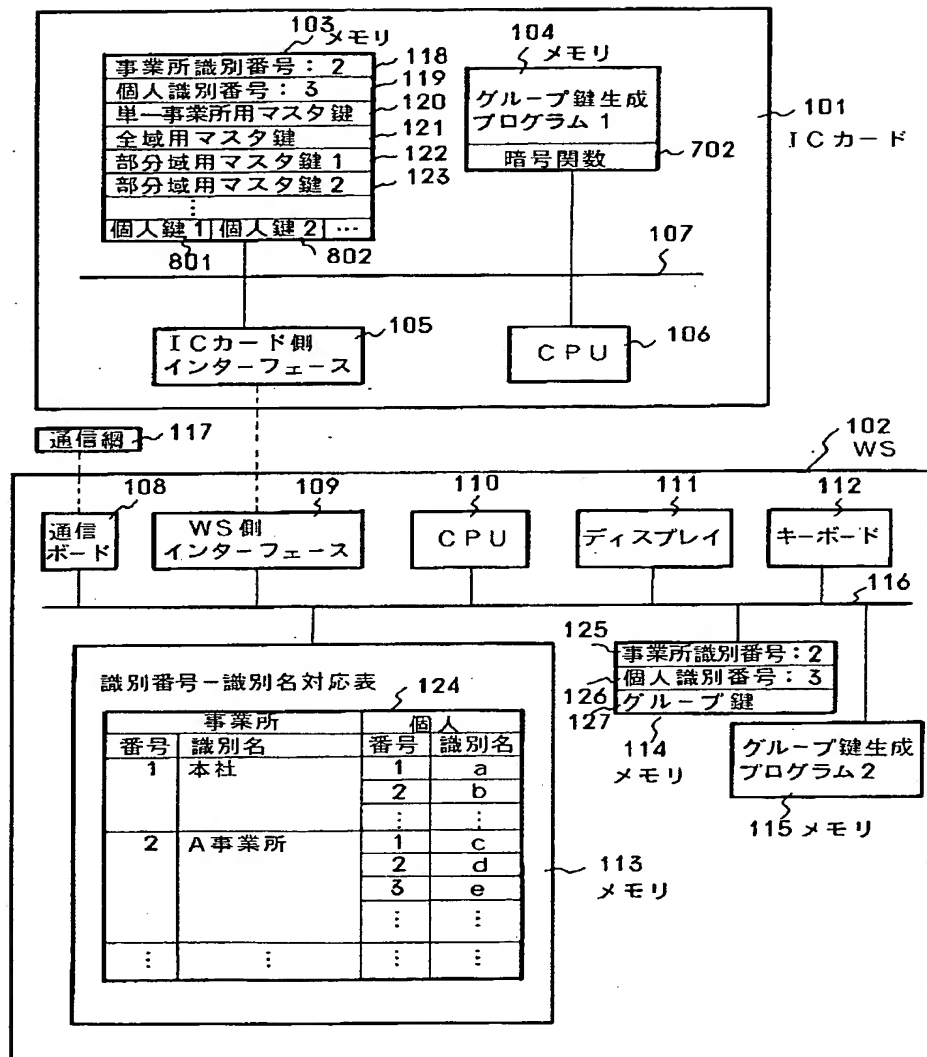 103
メモリ
事業所識別番号：2
118
個人識別番号：3
119
単一事業所用マスタ鍵
120
全域用マスタ鍵
121
部分域用マスタ鍵1
122
部分域用マスタ鍵2
123
⋮
個人鍵1 個人鍵2 …
801
802
104
メモリ
グループ鍵生成
プログラム1
暗号関数
702
101
ICカード
107
105
ICカード側
インターフェース
106
CPU
通信網
117
102
WS
108
通信
ボード
109
WS側
インターフェース
110
CPU
111
ディスプレイ
112
キーボード
116
識別番号－識別名対応表
124
事業所 個人
番号 識別名 番号 識別名
1 本社 1 a
2 b
⋮ ⋮
2 A事業所 1 c
2 d
3 e
⋮ ⋮
⋮ ⋮ ⋮ ⋮
113
メモリ
125
事業所識別番号：2
126
個人識別番号：3
127
グループ鍵
114
メモリ
グループ鍵生成
プログラム2
115 メモリ